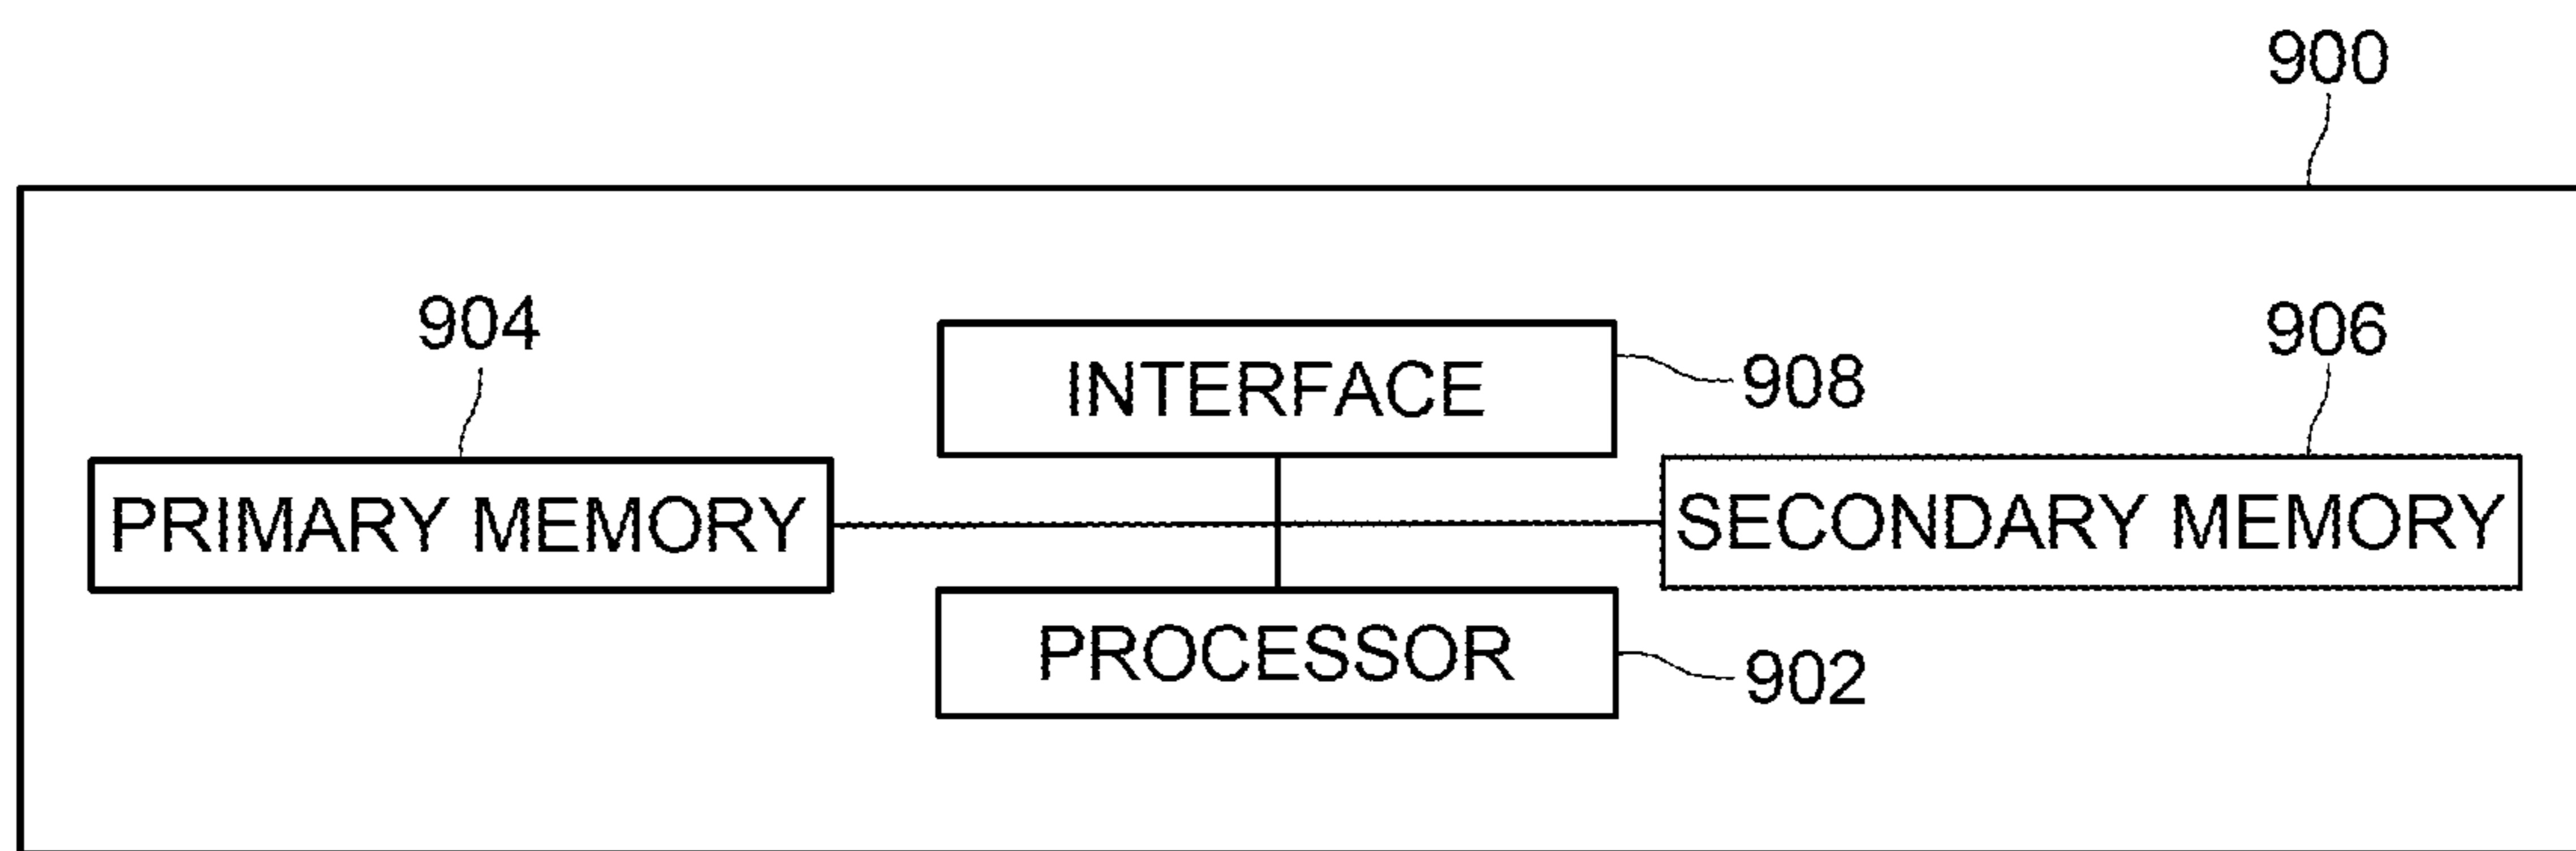 900
904
906
INTERFACE
908
PRIMARY MEMORY
SECONDARY MEMORY
PROCESSOR
902